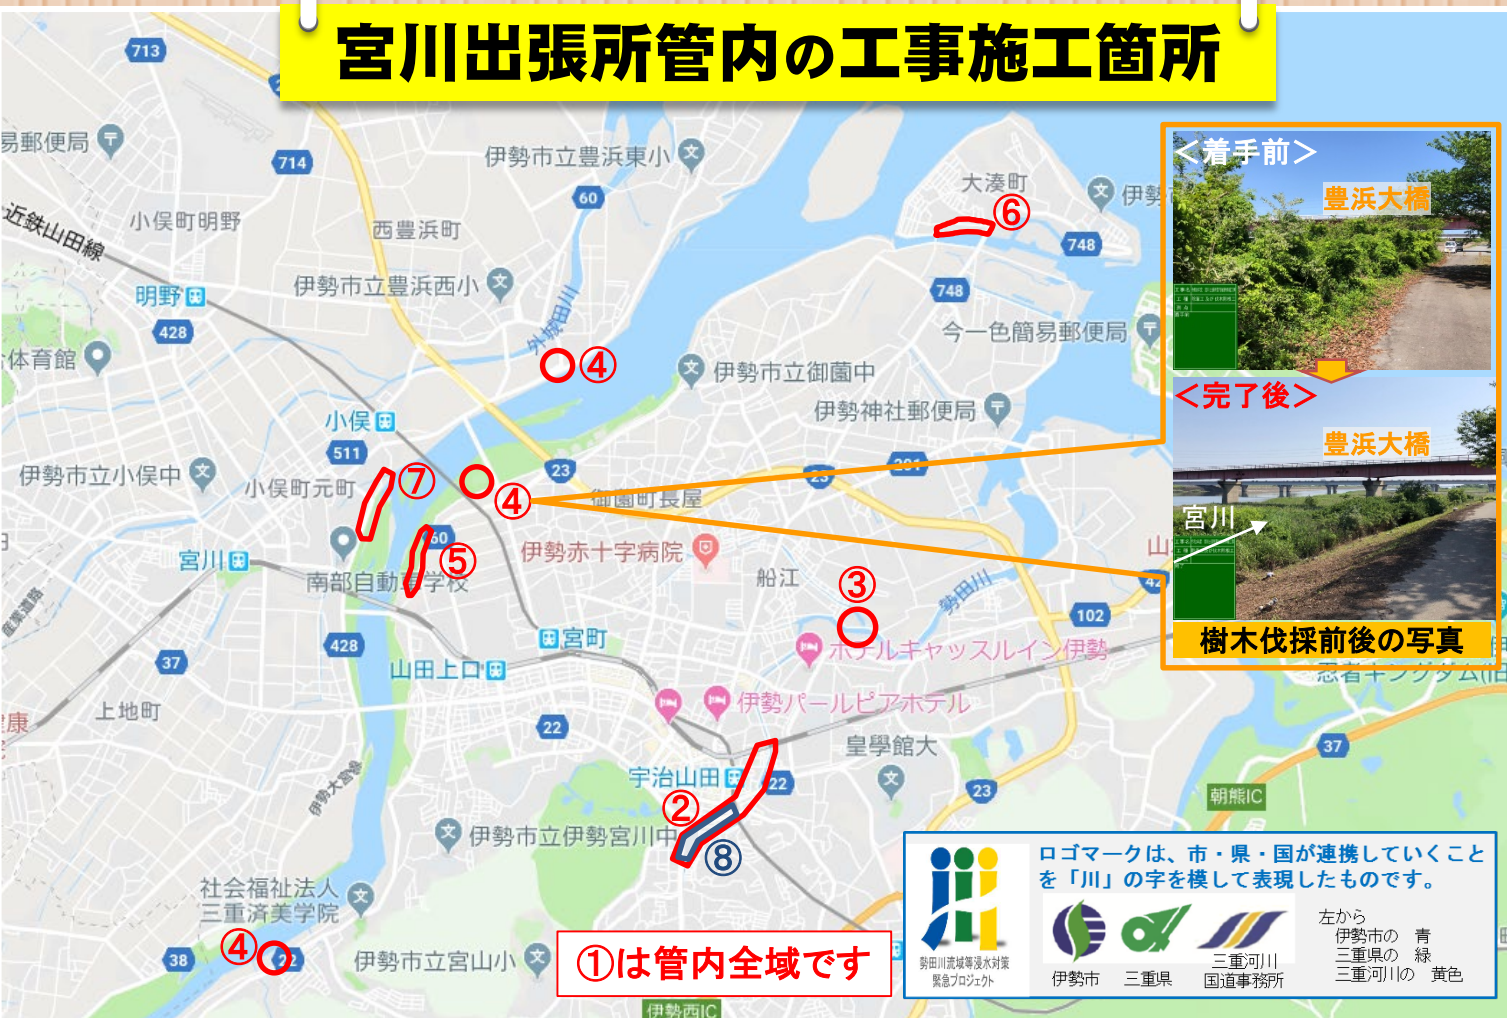 宮川出張所管内の工事施工箇所
713
易郵便局
714
伊勢市立豊浜東小
60
大湊町
⑥
748
近鉄山田線
小俣町明野
西豊浜町
伊勢市立豊浜西小
明野
428
体育館
外城田川
④
748
今一色簡易郵便局
伊勢市立御薗中
伊勢神社郵便局
小俣
511
伊勢市立小俣中
小俣町元町
⑦
④
23
御薗町長屋
23
201
60
⑤
宮川
南部自動車学校
伊勢赤十字病院
船江
③
勢田川
42
102
ホテルキャッスルイン伊勢
宮町
山田上口
428
37
上地町
伊勢パールピアホテル
22
皇學館大
宇治山田
22
23
37
朝熊IC
②
⑧
伊勢市立伊勢宮川中
伊勢大宮線
社会福祉法人
三重済美学院
④
22
38
伊勢市立宮山小
①は管内全域です
伊勢西IC
＜着手前＞
豊浜大橋
＜完了後＞
豊浜大橋
宮川
樹木伐採前後の写真
ロゴマークは、市・県・国が連携していくこと
を「川」の字を模して表現したものです。
勢田川流域等浸水対策
緊急プロジェクト
伊勢市
三重県
三重河川
国道事務所
左から
伊勢市の　青
三重県の　緑
三重河川の　黄色